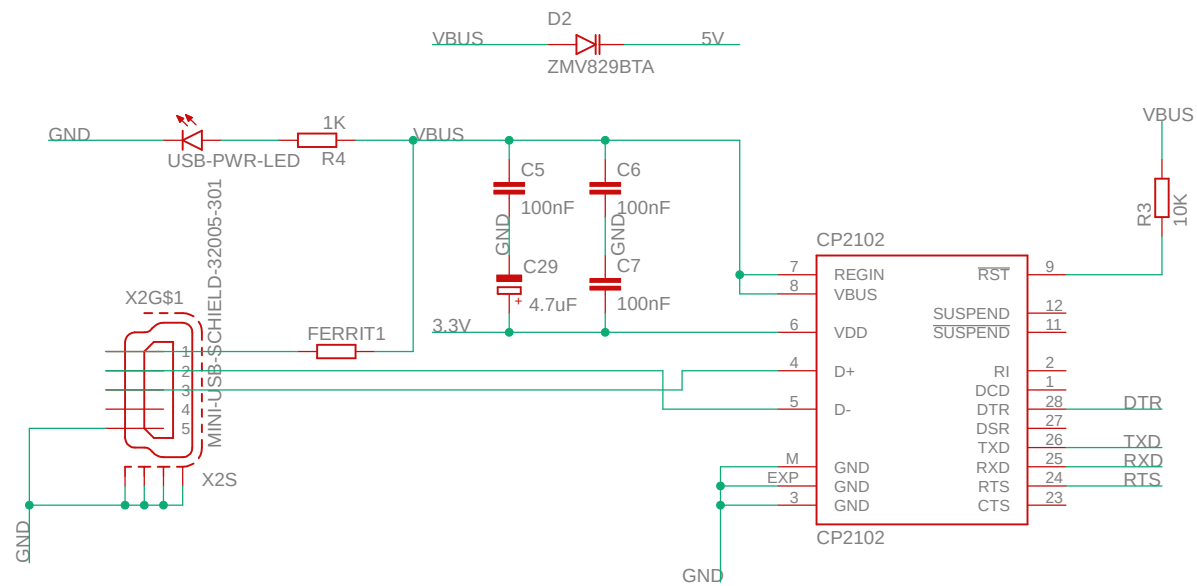 D2
VBUS
5V
ZMV829BTA
GND
1K
VBUS
VBUS
USB-PWR-LED
R4
C5
C6
100nF
100nF
R3
10K
GND
GND
MINI-USB-SCHIELD-32005-301
CP2102
C29
C7
4.7uF
100nF
7
REGIN
RST
9
8
VBUS
X2G$1
SUSPEND
12
3.3V
6
VDD
SUSPEND
11
FERRIT1
1
4
D+
RI
2
2
DCD
1
3
5
D-
DTR
28
DTR
4
DSR
27
5
TXD
26
TXD
M
GND
RXD
25
RXD
X2S
EXP
GND
RTS
24
RTS
3
GND
CTS
23
+
GND
CP2102
GND